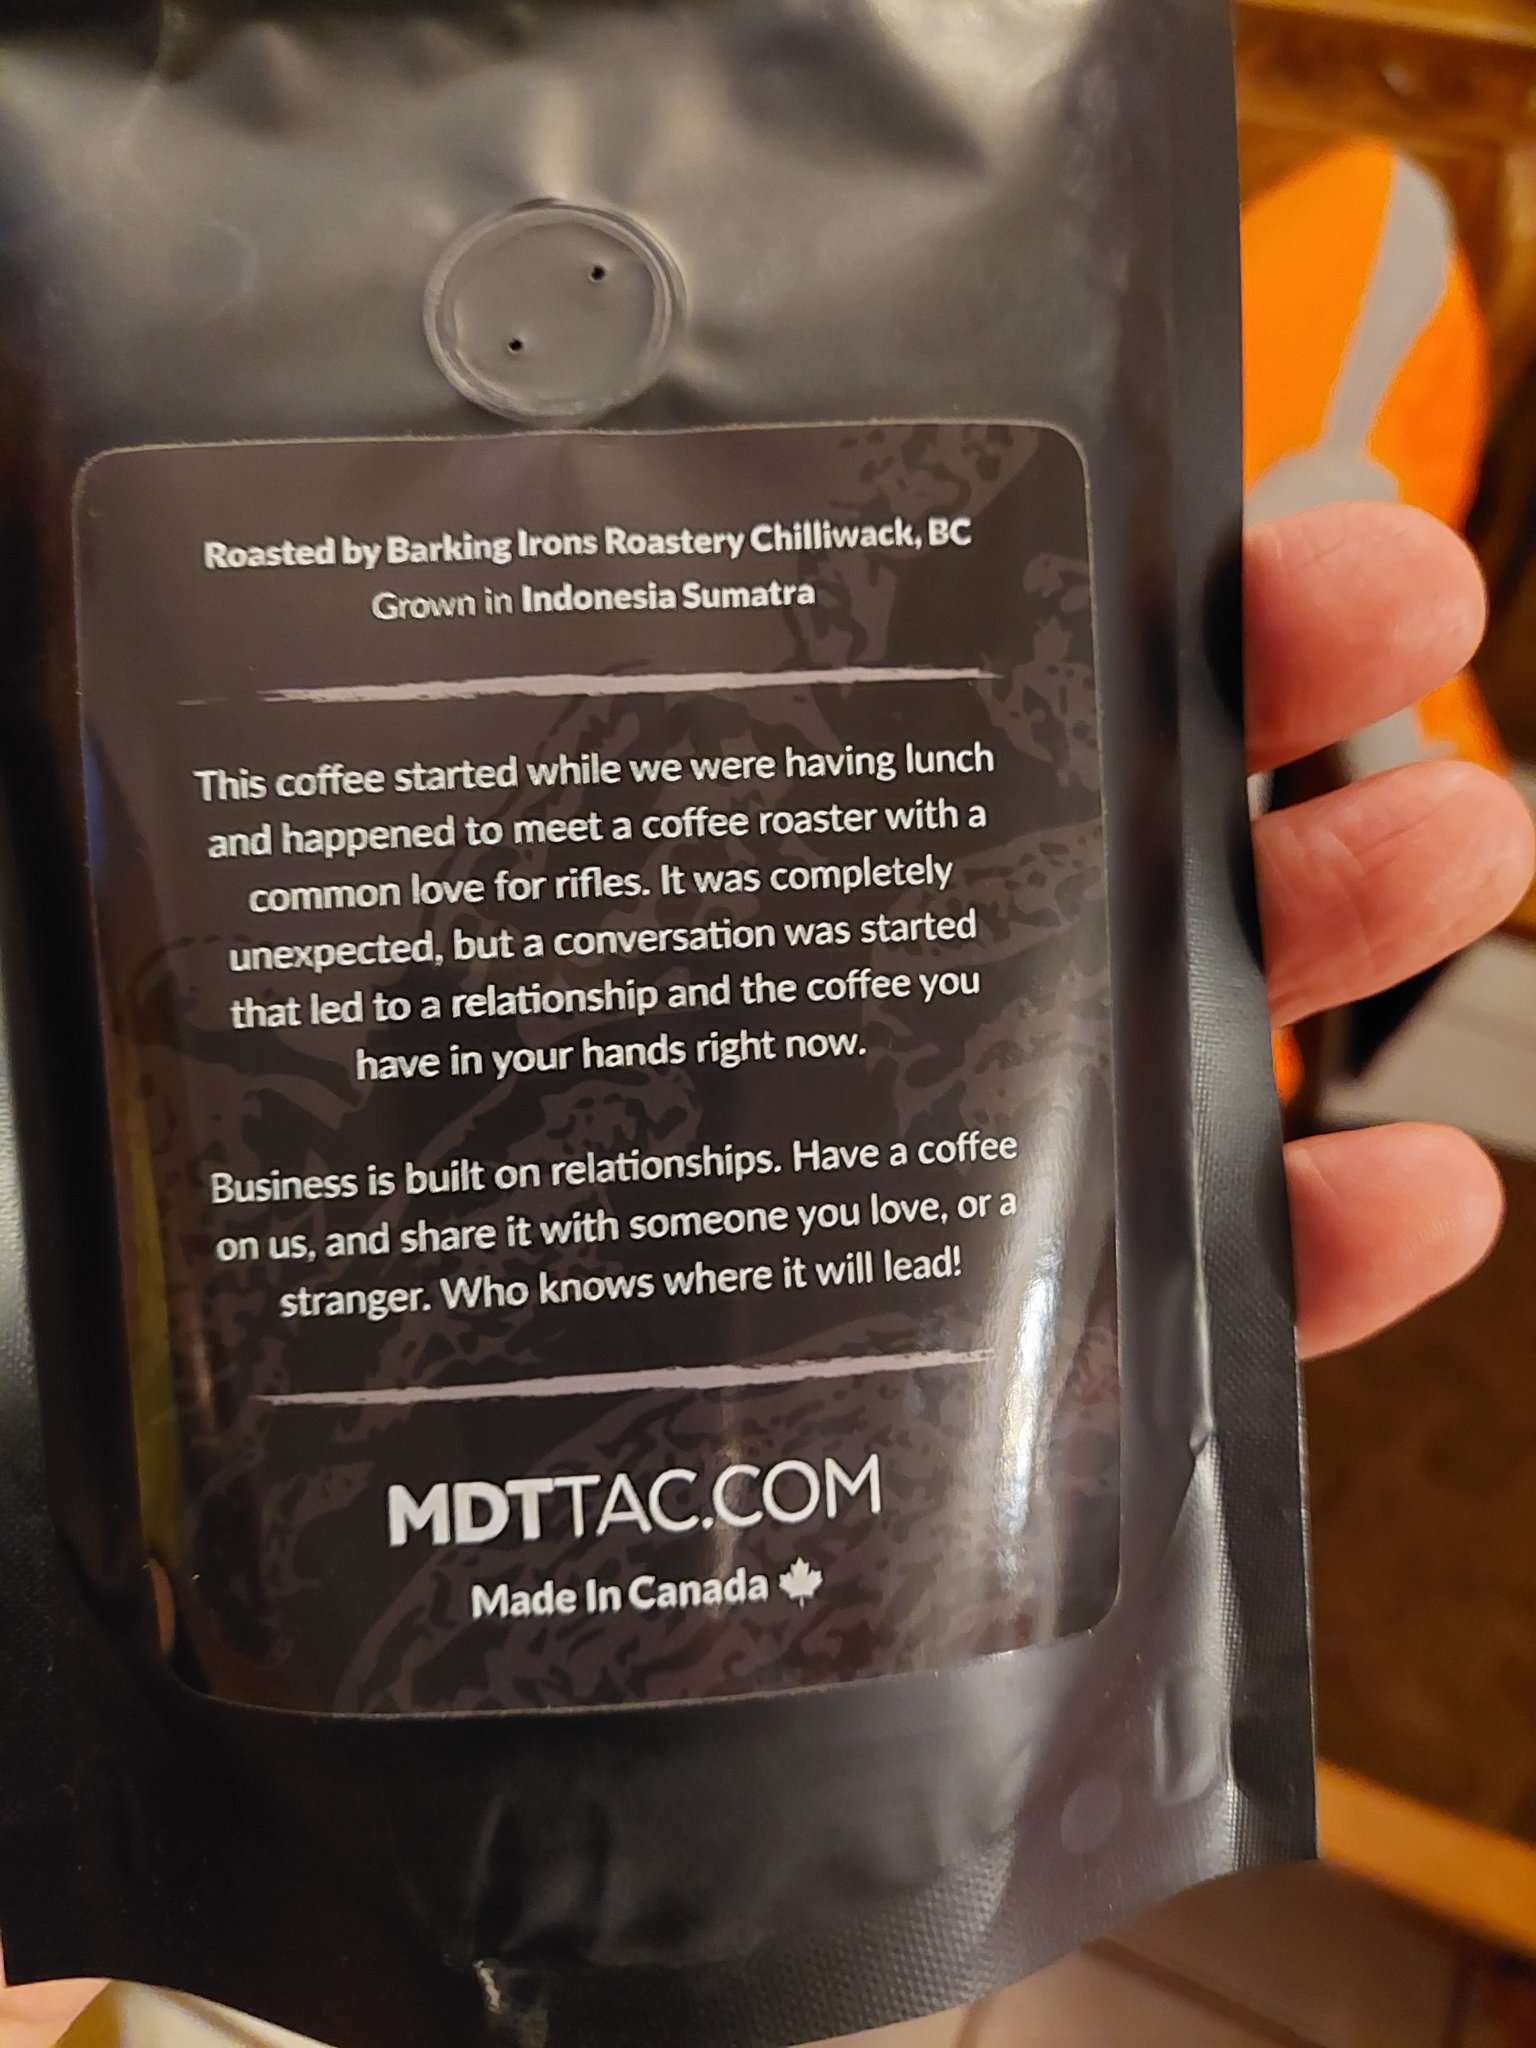 Roasted by Barking Irons Roastery Chilliwack, BC
Grown in Indonesia Sumatra
This coffee started while we were having lunch
and happened to meet a coffee roaster with a
common love for rifles. It was completely
unexpected, but a conversation was started
that led to a relationship and the coffee you
have in your hands right now.
Business is built on relationships. Have a coffee
on us, and share it with someone you love, or a
stranger. Who knows where it will lead!
MDTTAC.COM
Made In Canada